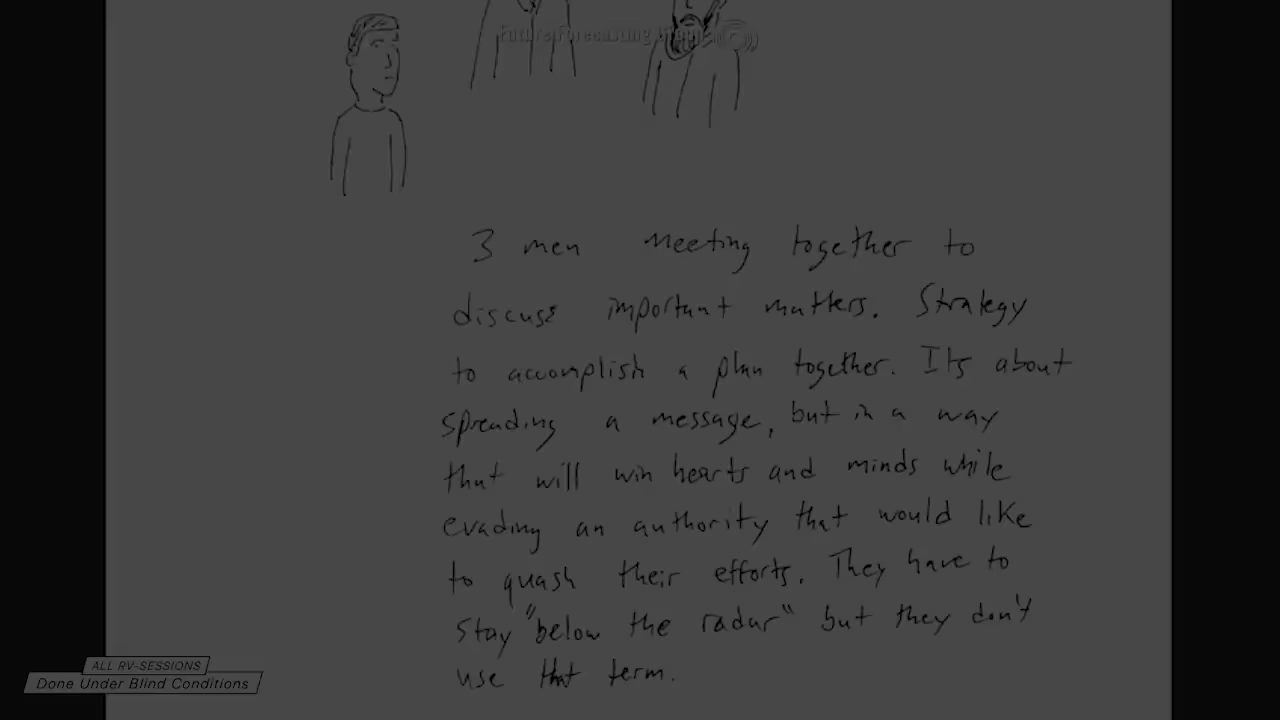 Future Forecasting Group
3 men meeting together to
discuss important matters. Strategy
to accomplish a plan together. Its about
spreading a message, but in a way
that will win hearts and minds while
evading an authority that would like
to quash their efforts. They have to
stay "below the radar" but they don't
use that term.
ALL RV-SESSIONS
Done Under Blind Conditions